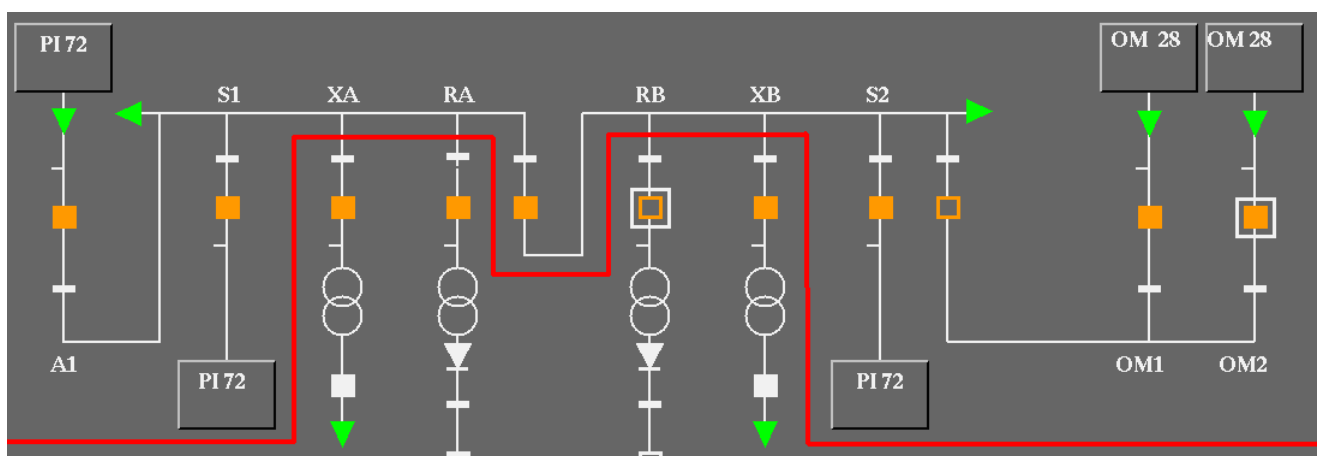 PI 72
OM 28
OM 28
S1
XA
RA
RB
XB
S2
A1
PI 72
PI 72
OM1
OM2